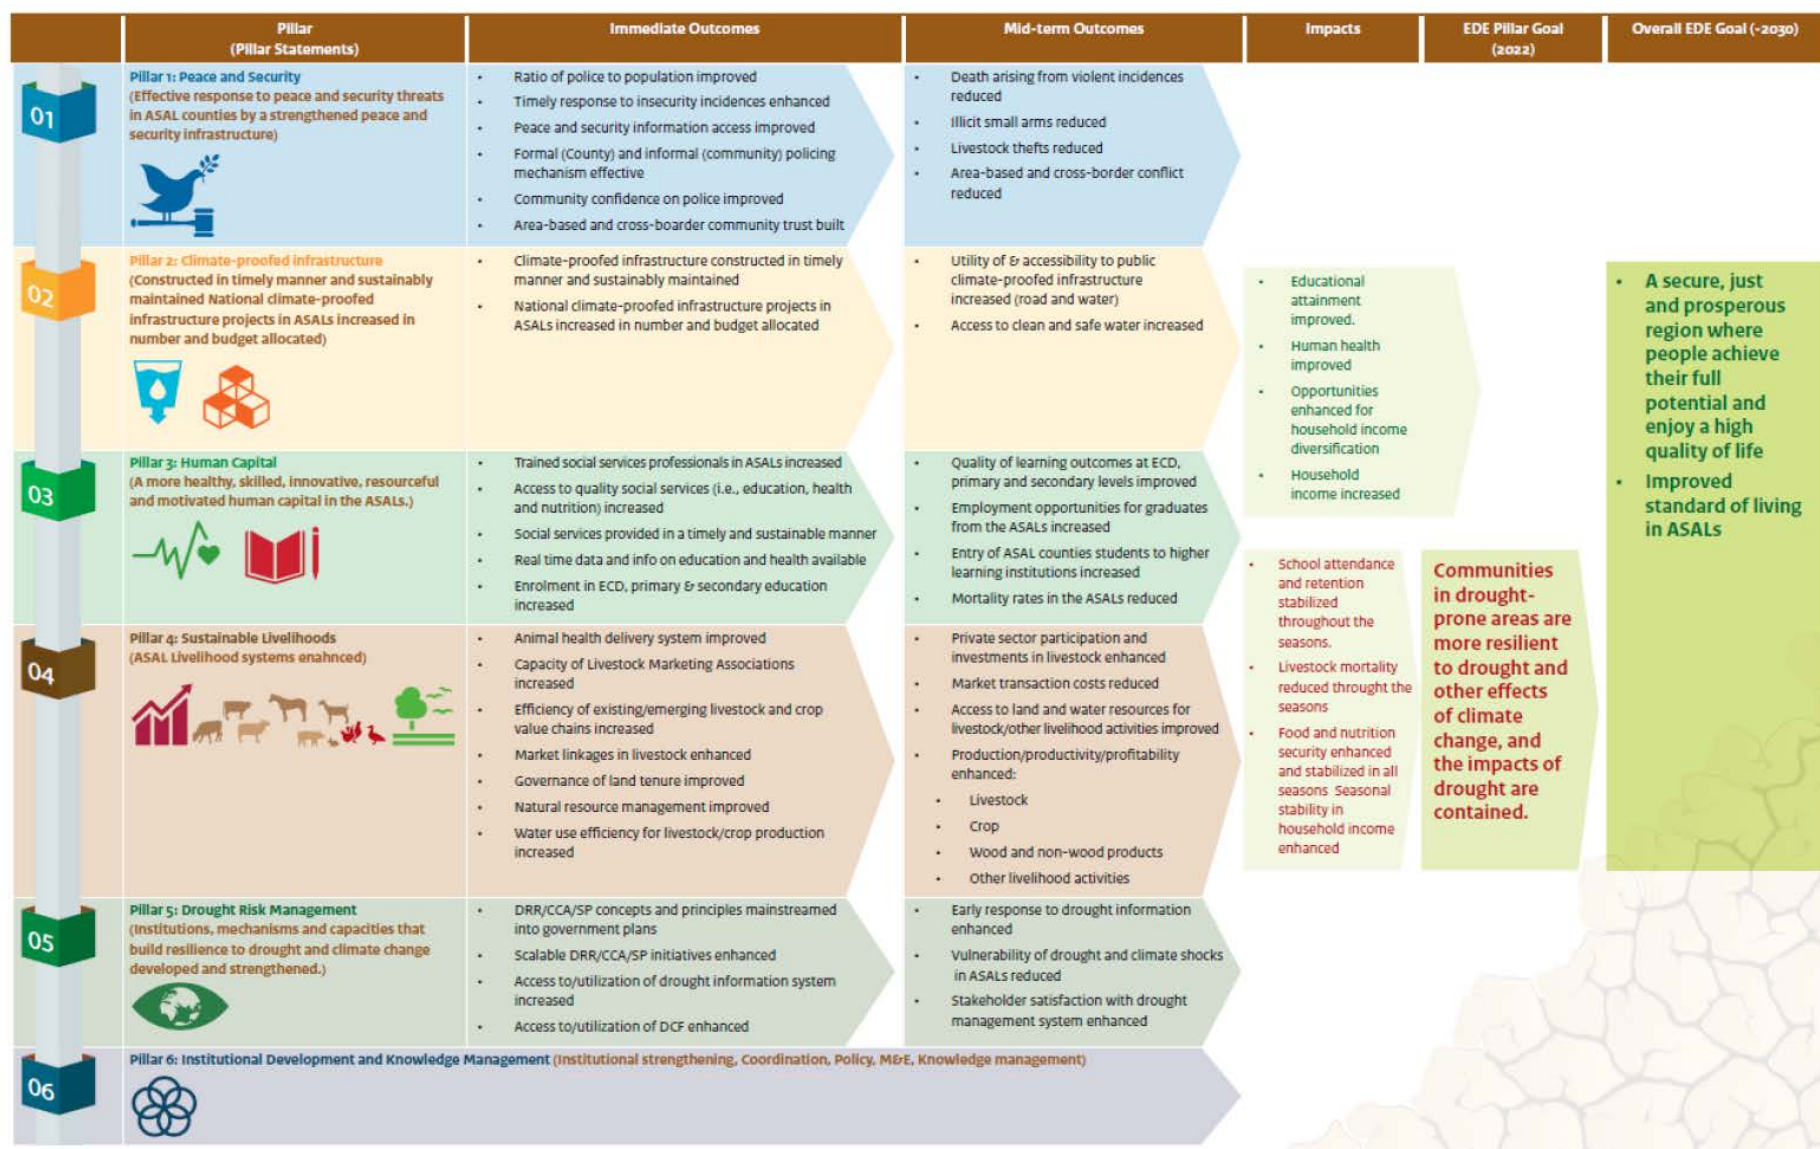 Pillar
(Pillar Statements)
Immediate Outcomes
Mid-term Outcomes
Impacts
EDE Pillar Goal
(2022)
Overall EDE Goal (-2030)
01
Pillar 1: Peace and Security
(Effective response to peace and security threats
in ASAL counties by a strengthened peace and
security infrastructure)
• Ratio of police to population improved
• Timely response to insecurity incidences enhanced
• Peace and security information access improved
• Formal (County) and informal (community) policing
mechanism effective
• Community confidence on police improved
• Area-based and cross-boarder community trust built
• Death arising from violent incidences
reduced
• Illicit small arms reduced
• Livestock thefts reduced
• Area-based and cross-border conflict
reduced
02
Pillar 2: Climate-proofed infrastructure
(Constructed in timely manner and sustainably
maintained National climate-proofed
infrastructure projects in ASALs increased in
number and budget allocated)
• Climate-proofed infrastructure constructed in timely
manner and sustainably maintained
• National climate-proofed infrastructure projects in
ASALs increased in number and budget allocated
• Utility of & accessibility to public
climate-proofed infrastructure
increased (road and water)
• Access to clean and safe water increased
03
Pillar 3: Human Capital
(A more healthy, skilled, innovative, resourceful
and motivated human capital in the ASALs.)
• Trained social services professionals in ASALs increased
• Access to quality social services (i.e., education, health
and nutrition) increased
• Social services provided in a timely and sustainable manner
• Real time data and info on education and health available
• Enrolment in ECD, primary & secondary education
increased
• Quality of learning outcomes at ECD,
primary and secondary levels improved
• Employment opportunities for graduates
from the ASALs increased
• Entry of ASAL counties students to higher
learning institutions increased
• Mortality rates in the ASALs reduced
04
Pillar 4: Sustainable Livelihoods
(ASAL Livelihood systems enahnced)
• Animal health delivery system improved
• Capacity of Livestock Marketing Associations
increased
• Efficiency of existing/emerging livestock and crop
value chains increased
• Market linkages in livestock enhanced
• Governance of land tenure improved
• Natural resource management improved
• Water use efficiency for livestock/crop production
increased
• Private sector participation and
investments in livestock enhanced
• Market transaction costs reduced
• Access to land and water resources for
livestock/other livelihood activities improved
• Production/productivity/profitability
enhanced:
• Livestock
• Crop
• Wood and non-wood products
• Other livelihood activities
05
Pillar 5: Drought Risk Management
(Institutions, mechanisms and capacities that
build resilience to drought and climate change
developed and strengthened.)
• DRR/CCA/SP concepts and principles mainstreamed
into government plans
• Scalable DRR/CCA/SP initiatives enhanced
• Access to/utilization of drought information system
increased
• Access to/utilization of DCF enhanced
• Early response to drought information
enhanced
• Vulnerability of drought and climate shocks
in ASALs reduced
• Stakeholder satisfaction with drought
management system enhanced
06
Pillar 6: Institutional Development and Knowledge Management (Institutional strengthening, Coordination, Policy, M&E, Knowledge management)
• Educational
attainment
improved.
• Human health
improved
• Opportunities
enhanced for
household income
diversification
• Household
income increased
• School attendance
and retention
stabilized
throughout the
seasons.
• Livestock mortality
reduced throught the
seasons
• Food and nutrition
security enhanced
and stabilized in all
seasons Seasonal
stability in
household income
enhanced
Communities
in drought-
prone areas are
more resilient
to drought and
other effects
of climate
change, and
the impacts of
drought are
contained.
• A secure, just
and prosperous
region where
people achieve
their full
potential and
enjoy a high
quality of life
• Improved
standard of living
in ASALs